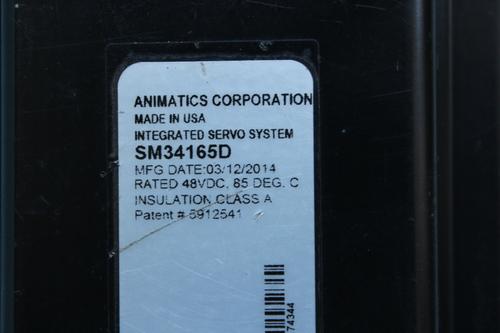 ANIMATICS CORPORATION
MADE IN USA
INTEGRATED SERVO SYSTEM
SM34165D
MFG DATE:03/12/2014
RATED 48VDC, 85 DEG. C
INSULATION CLASS A
Patent # 5912541
74344